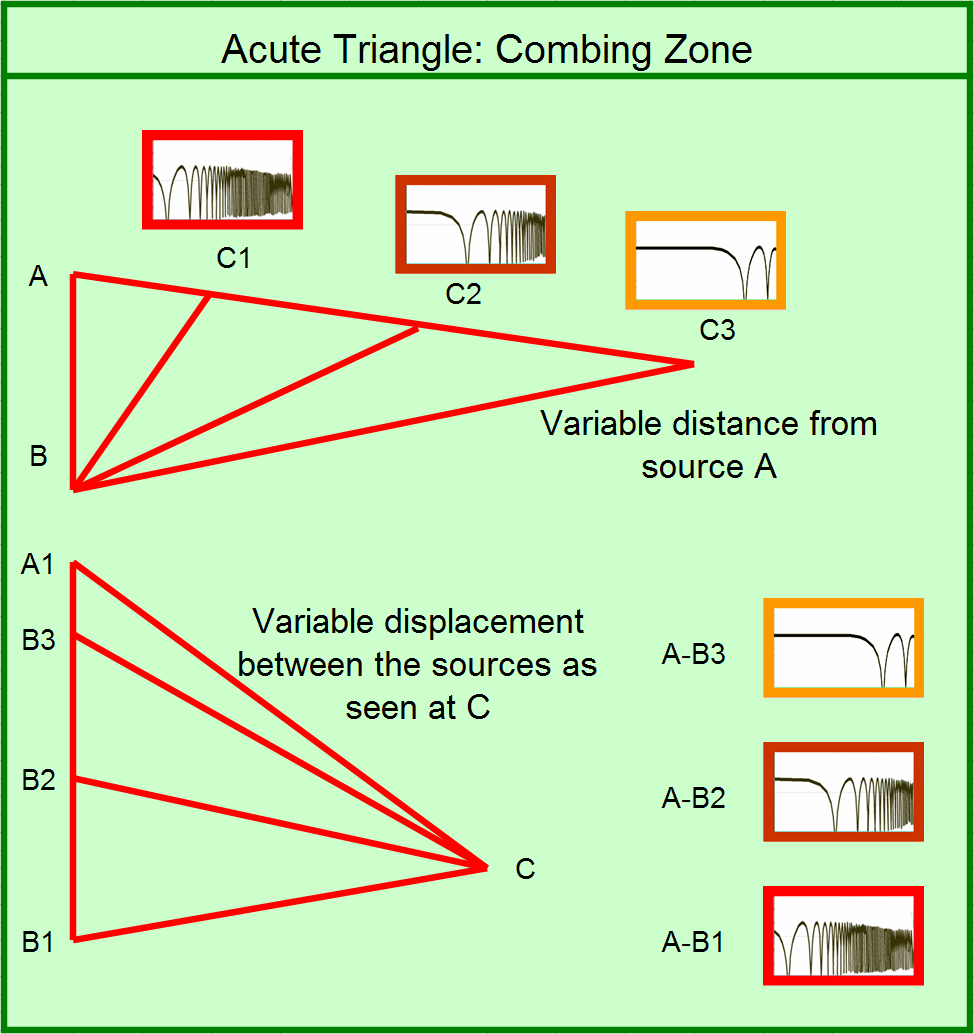 Acute Triangle: Combing Zone
C1
C2
C3
A
B
Variable distance from
source A
A1
B3
B2
B1
Variable displacement
between the sources as
seen at C
C
A-B3
A-B2
A-B1